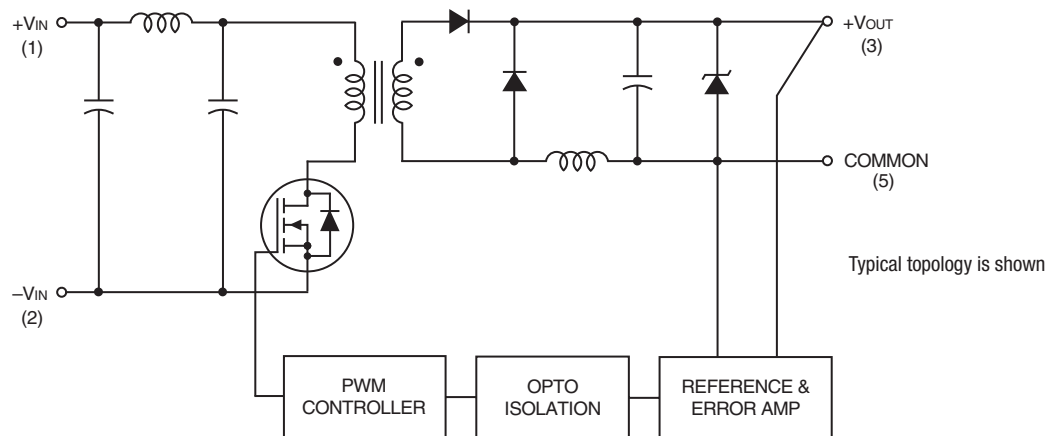 +VIN
(1)
+VOUT
(3)
COMMON
(5)
Typical topology is shown
–VIN
(2)
PWM
CONTROLLER
OPTO
ISOLATION
REFERENCE &
ERROR AMP